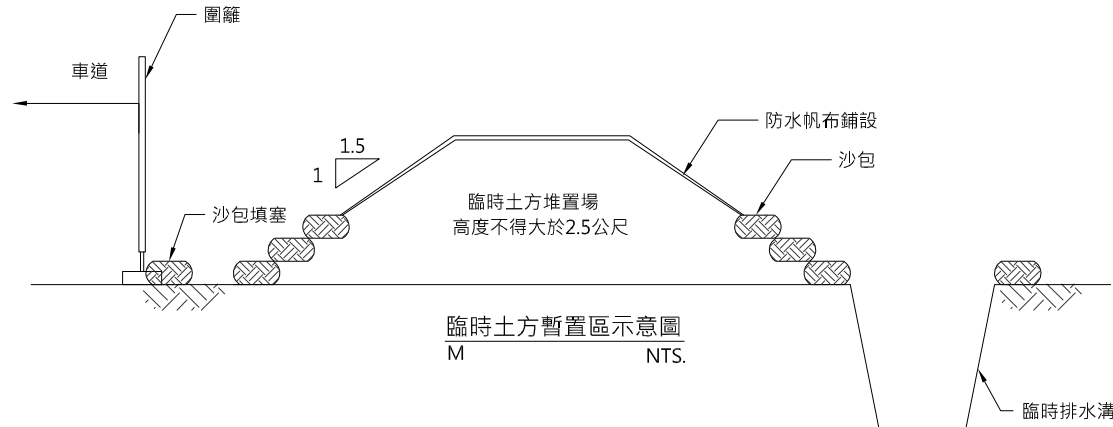 圍籬
車道
防水帆布鋪設
1.5
1
沙包
臨時土方堆置場
高度不得大於2.5公尺
沙包填塞
臨時土方暫置區示意圖
M NTS.
臨時排水溝